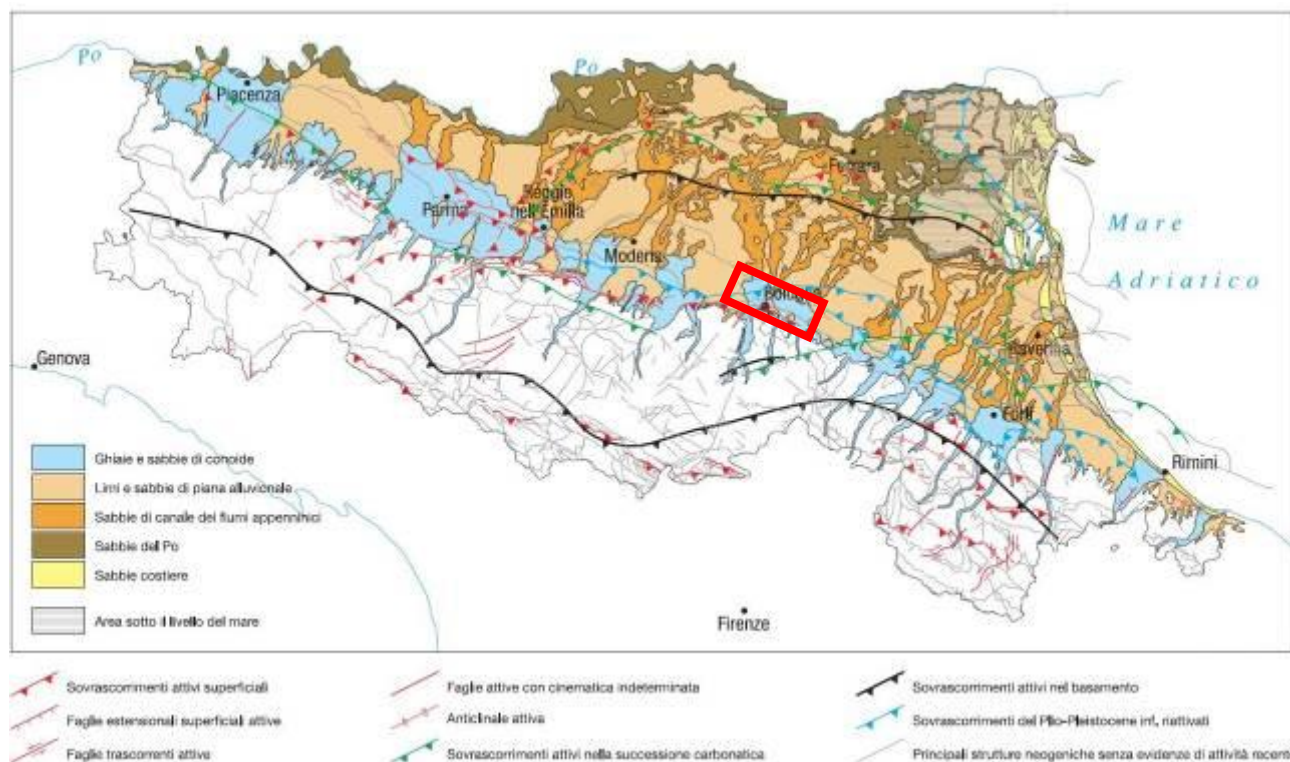 Po
Po
Piacenza
Ferrara
Parma
Reggio
nell'Emilia
Mare
Adriatico
Modena
Ravenna
Genova
Forlì
Rimini
Firenze
Ghiaie e sabbie di conoide
Limi e sabbie di piana alluvionale
Sabbie di canale dei fiumi appenninici
Sabbie del Po
Sabbie costiere
Area sotto il livello del mare
Sovrascorrimenti attivi superficiali
Faglie estensionali superficiali attive
Faglie trascorrenti attive
Faglie attive con cinematica indeterminata
Anticlinale attiva
Sovrascorrimenti attivi nella successione carbonatica
Sovrascorrimenti attivi nel basamento
Sovrascorrimenti del Plio-Pleistocene inf. riattivati
Principali strutture neogeniche senza evidenze di attività recente